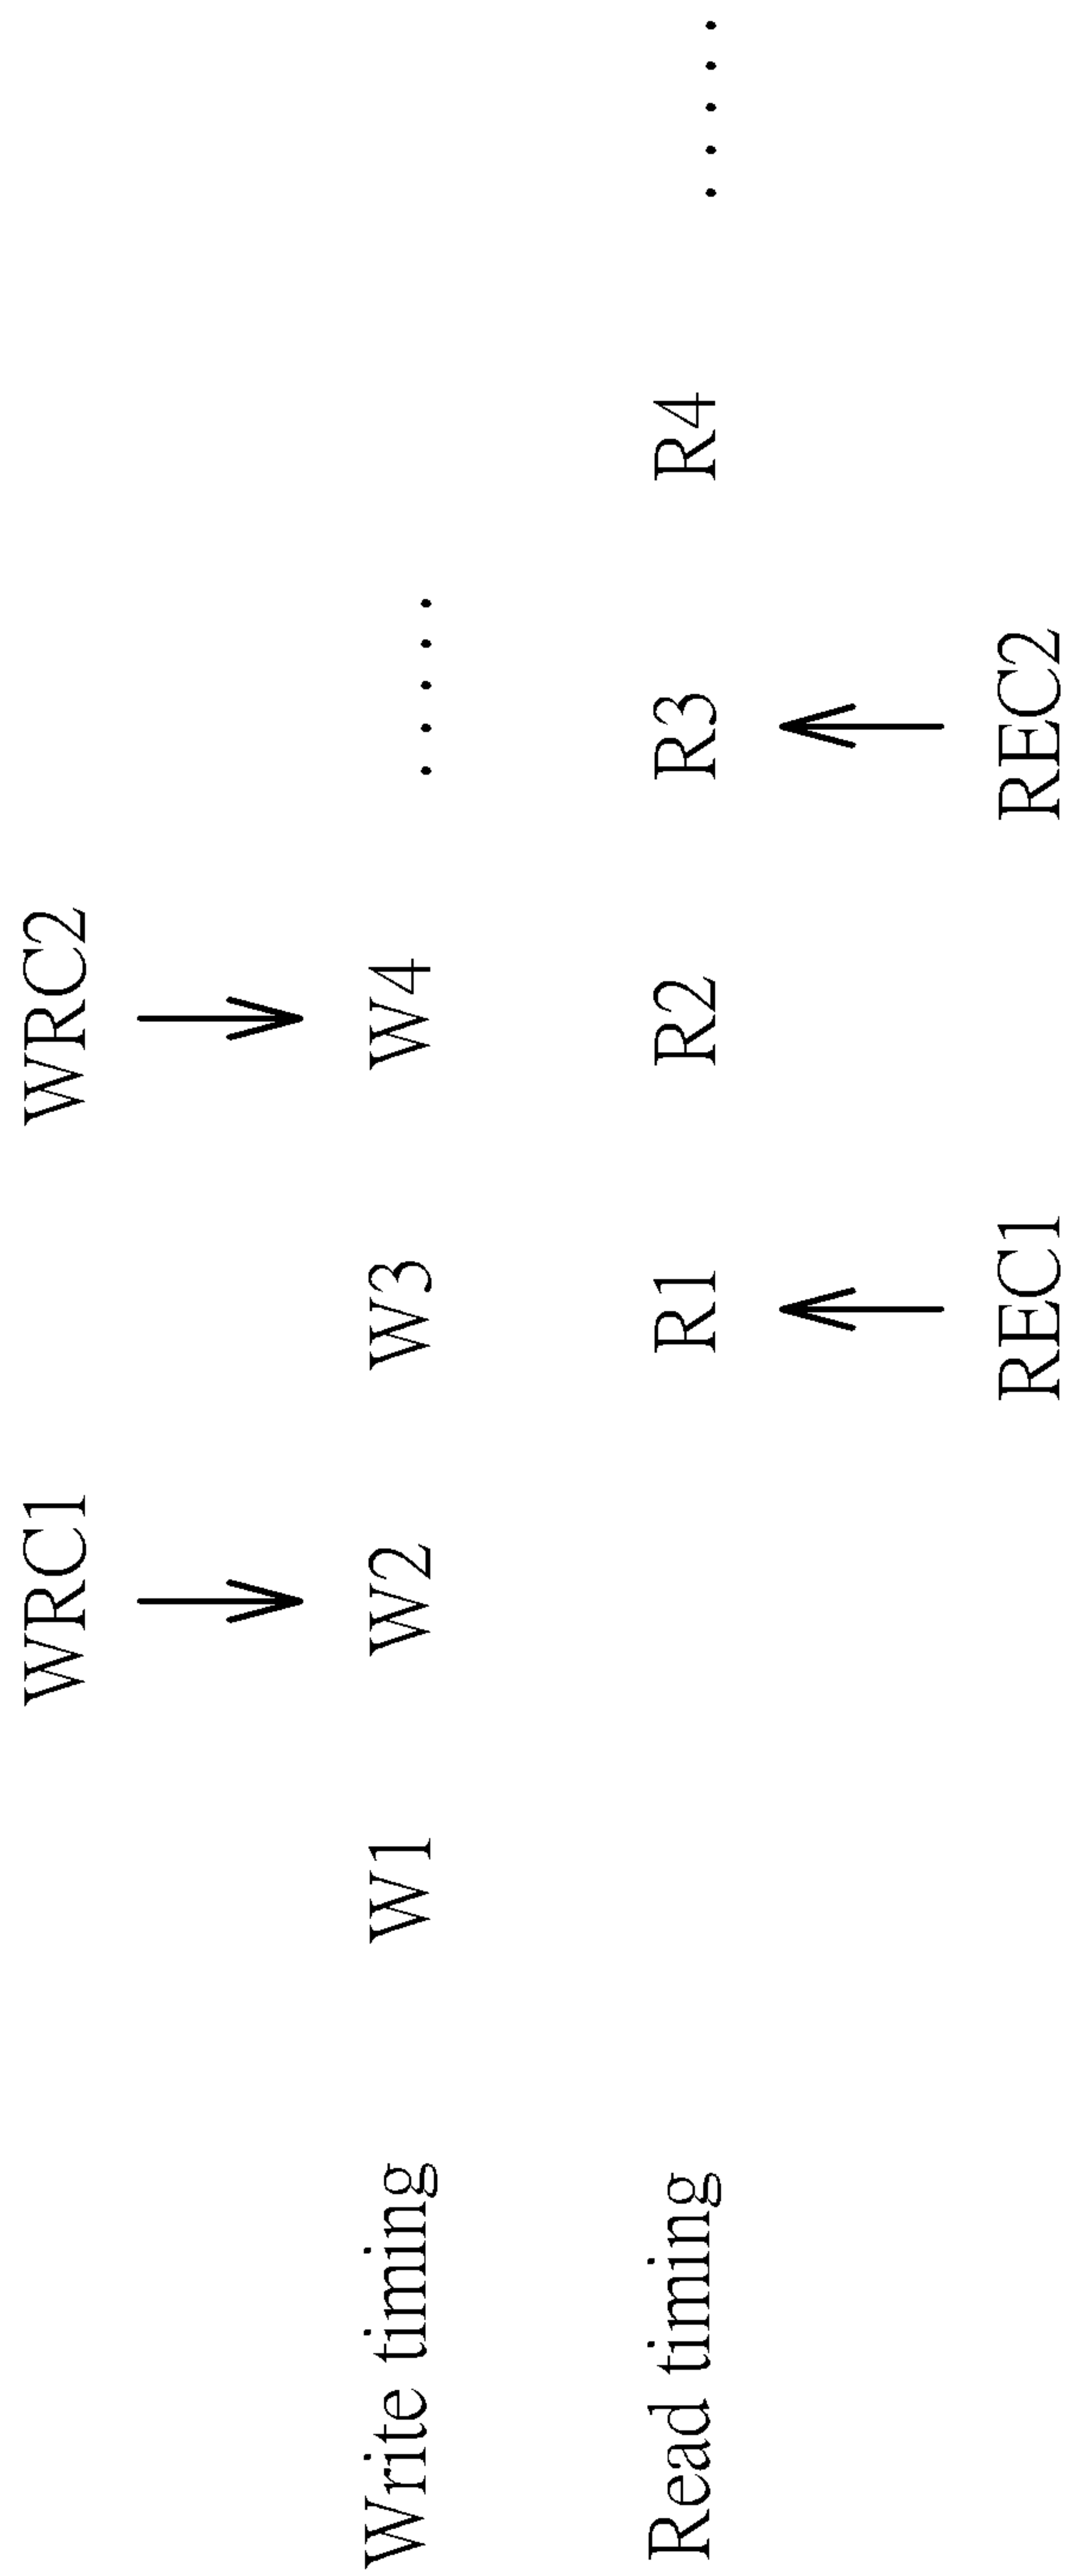 WRC1 WRC2
Write timing W1 W2 W3 W4 .....
Read timing R1 R2 R3 R4 .....
REC1 REC2